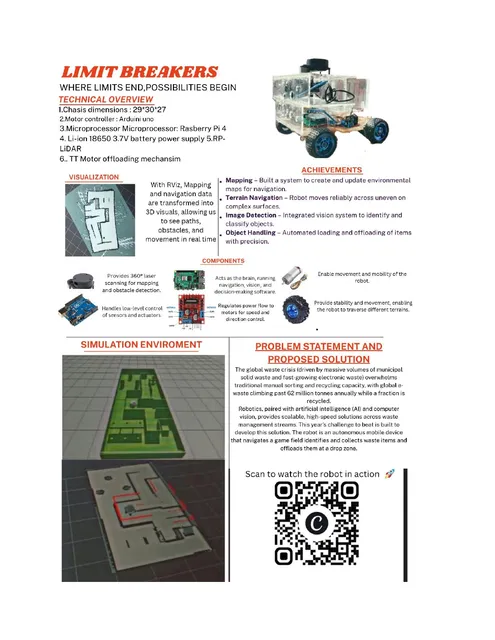 LIMIT BREAKERS
WHERE LIMITS END,POSSIBILITIES BEGIN
TECHNICAL OVERVIEW
1.Chasis dimensions : 29*30*27
2.Motor controller : Arduini uno
3.Microprocessor Microprocessor: Rasberry Pi 4
4. Li-ion 18650 3.7V battery power supply 5.RP-
LiDAR
6.. TT Motor offloading mechansim
VISUALIZATION
With RViz, Mapping
and navigation data
are transformed into
3D visuals, allowing us
to see paths,
obstacles, and
movement in real time
ACHIEVEMENTS
• Mapping – Built a system to create and update environmental
maps for navigation.
• Terrain Navigation – Robot moves reliably across uneven on
complex surfaces.
• Image Detection – Integrated vision system to identify and
classify objects.
• Object Handling – Automated loading and offloading of items
with precision.
COMPONENTS
Provides 360° laser
scanning for mapping
and obstacle detection.
Acts as the brain, running
navigation, vision, and
decision-making software
Enable movement and mobility of the
robot.
Handles low-level control
of sensors and actuators.
Regulates power flow to
motors for speed and
direction control.
Provide stability and movement, enabling
the robot to traverse different terrains.
SIMULATION ENVIROMENT
PROBLEM STATEMENT AND
PROPOSED SOLUTION
The global waste crisis (driven by massive volumes of municipal
solid waste and fast-growing electronic waste) overwhelms
traditional manual sorting and recycling capacity, with global e-
waste climbing past 62 million tonnes annually while a fraction is
recycled.
Robotics, paired with artificial intelligence (AI) and computer
vision, provides scalable, high-speed solutions across waste
management streams. This year's challenge to beat is built to
develop this solution. The robot is an autonomous mobile device
that navigates a game field identifies and collects waste items and
offloads them at a drop zone.
Scan to watch the robot in action 🚀
C